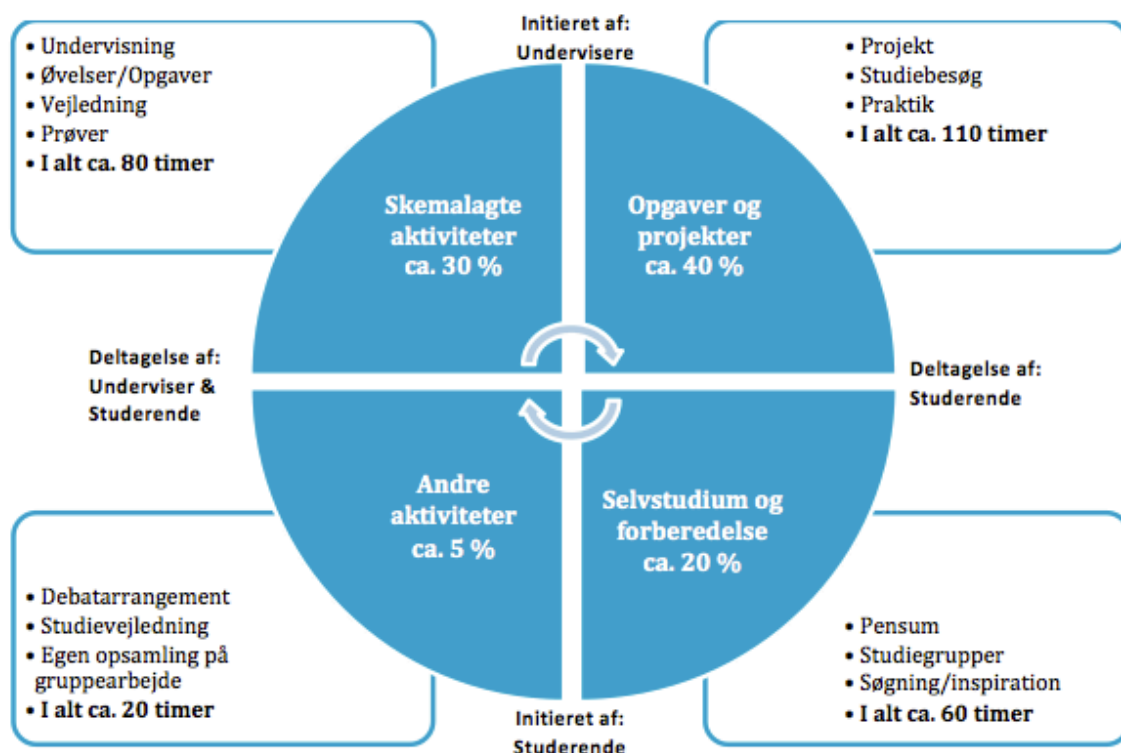 Initieret af:
Undervisere
• Undervisning
• Øvelser/Opgaver
• Vejledning
• Prøver
• I alt ca. 80 timer
• Projekt
• Studiebesøg
• Praktik
• I alt ca. 110 timer
Skemalagte
aktiviteter
ca. 30 %
Opgaver og
projekter
ca. 40 %
Deltagelse af:
Underviser &
Studerende
Deltagelse af:
Studerende
Andre
aktiviteter
ca. 5 %
Selvstudium og
forberedelse
ca. 20 %
• Debatarrangement
• Studievejledning
• Egen opsamling på
gruppearbejde
• I alt ca. 20 timer
• Pensum
• Studiegrupper
• Søgning/inspiration
• I alt ca. 60 timer
Initieret af:
Studerende